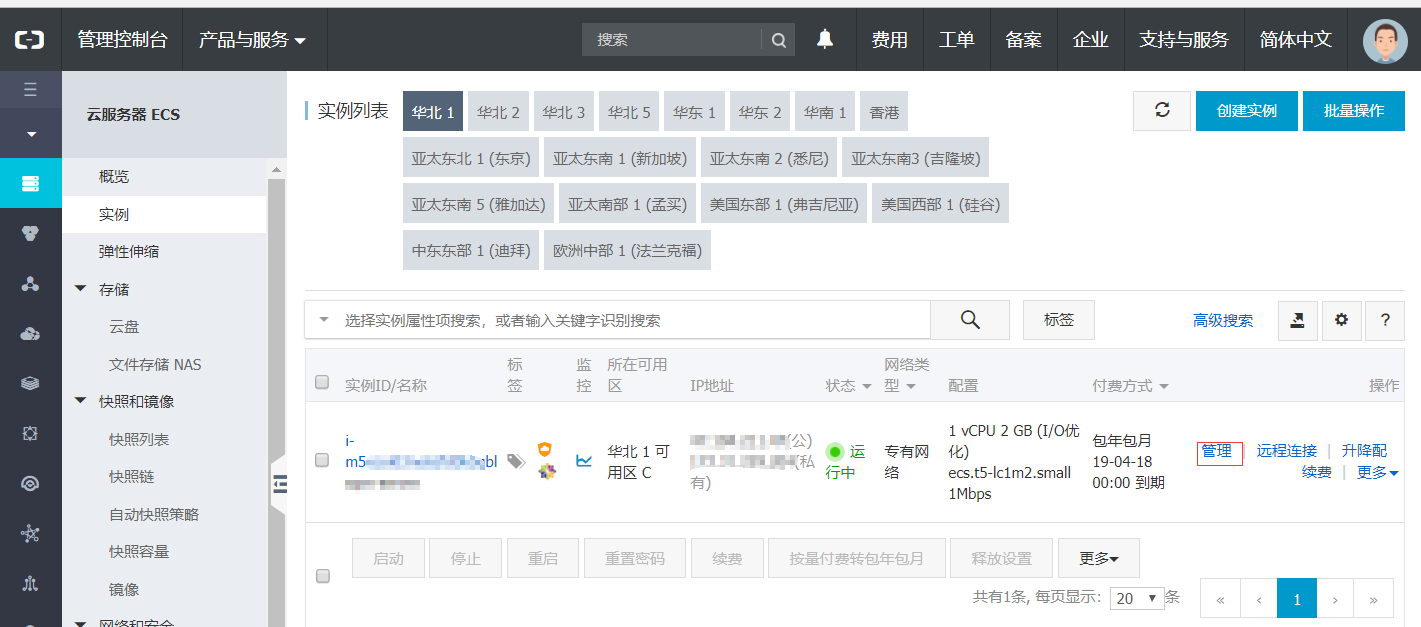 管理控制台 产品与服务 搜索 费用 工单 备案 企业 支持与服务 简体中文
云服务器 ECS
概览
实例
弹性伸缩
存储
云盘
文件存储 NAS
快照和镜像
快照列表
快照链
自动快照策略
快照容量
镜像
网络和安全
实例列表 华北 1 华北 2 华北 3 华北 5 华东 1 华东 2 华南 1 香港
创建实例 批量操作
亚太东北 1 (东京) 亚太东南 1 (新加坡) 亚太东南 2 (悉尼) 亚太东南3 (吉隆坡)
亚太东南 5 (雅加达) 亚太南部 1 (孟买) 美国东部 1 (弗吉尼亚) 美国西部 1 (硅谷)
中东东部 1 (迪拜) 欧洲中部 1 (法兰克福)
选择实例属性项搜索，或者输入关键字识别搜索 标签 高级搜索 ?
实例ID/名称
标
签
监
控
所在可用
区
IP地址
状态
网络类
型
配置
付费方式
操作
i-
m5 bl
华北 1 可
用区 C
(公)
(私
有)
运
行中
专有网
络
1 vCPU 2 GB (I/O优
化)
ecs.t5-lc1m2.small
1Mbps
包年包月
19-04-18
00:00 到期
管理 远程连接 | 升降配
续费 | 更多
启动 停止 重启 重置密码 续费 按量付费转包年包月 释放设置 更多
共有1条, 每页显示: 20 条 « ‹ 1 › »